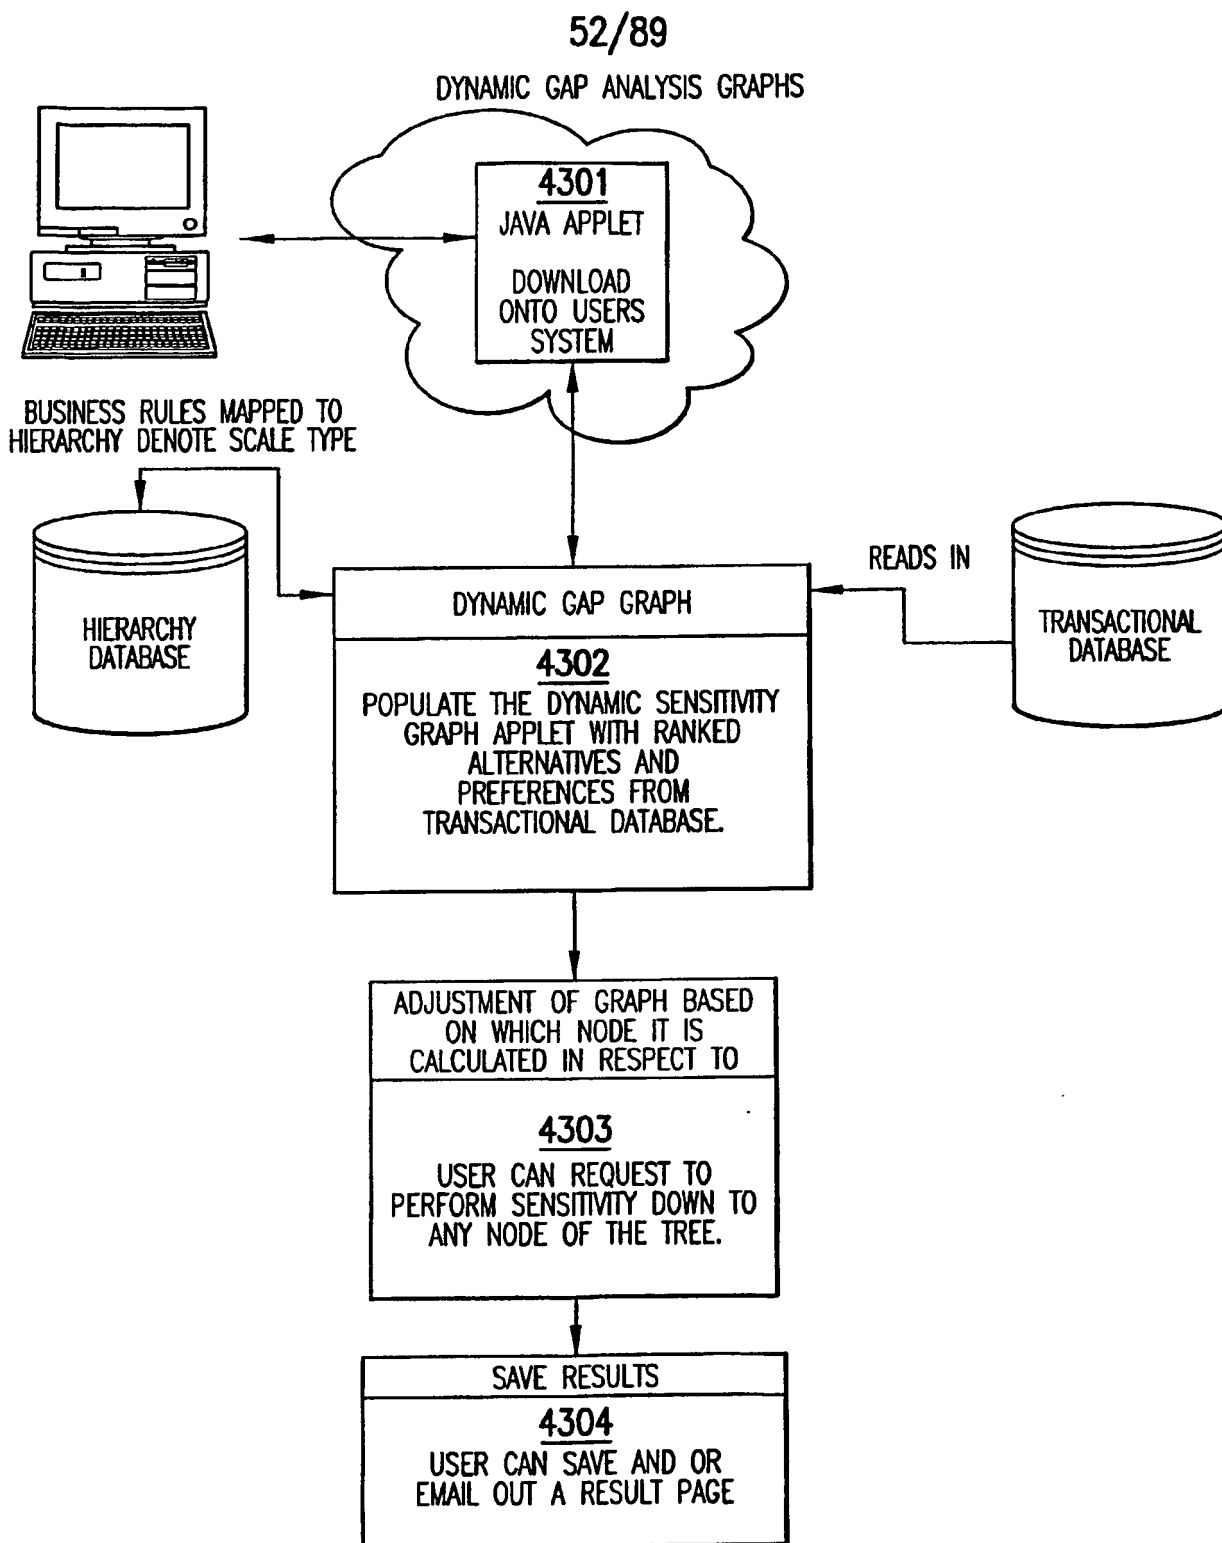 52/89
DYNAMIC GAP ANALYSIS GRAPHS
4301
JAVA APPLET
DOWNLOAD
ONTO USERS
SYSTEM
BUSINESS RULES MAPPED TO
HIERARCHY DENOTE SCALE TYPE
HIERARCHY
DATABASE
READS IN
TRANSACTIONAL
DATABASE
DYNAMIC GAP GRAPH
4302
POPULATE THE DYNAMIC SENSITIVITY
GRAPH APPLET WITH RANKED
ALTERNATIVES AND
PREFERENCES FROM
TRANSACTIONAL DATABASE.
ADJUSTMENT OF GRAPH BASED
ON WHICH NODE IT IS
CALCULATED IN RESPECT TO
4303
USER CAN REQUEST TO
PERFORM SENSITIVITY DOWN TO
ANY NODE OF THE TREE.
SAVE RESULTS
4304
USER CAN SAVE AND OR
EMAIL OUT A RESULT PAGE